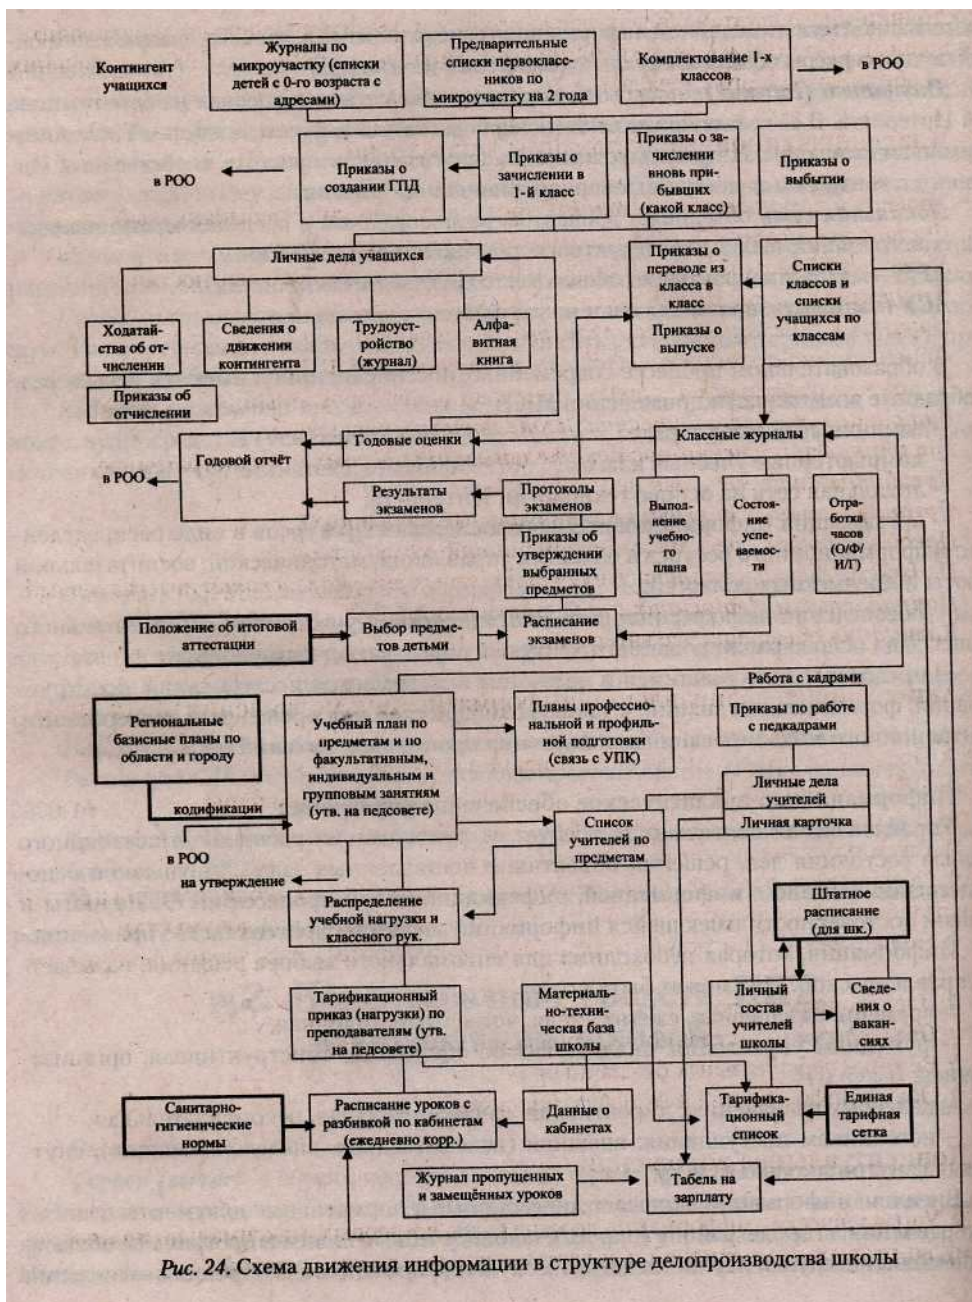 Контингент
учащихся
Журналы по
микроучастку (списки
детей с 0-го возраста с
адресами)
Предварительные
списки первокласс-
ников по
микроучастку на 2 года
Комплектование 1-х
классов
в РОО
в РОО
Приказы о
создании ГПД
Приказы о
зачислении в
1-й класс
Приказы о за-
числении
вновь при-
бывших
(какой класс)
Приказы о
выбытии
Личные дела учащихся
Приказы о
переводе из
класса в
класс
Приказы о
выпуске
Списки
классов и
списки
учащихся по
классам
Ходатай-
ства об от-
числении
Сведения о
движении
контингента
Трудоуст-
ройство
(журнал)
Алфа-
витная
книга
Приказы об
отчислении
Годовые оценки
Классные журналы
в РОО
Годовой отчёт
Результаты
экзаменов
Протоколы
экзаменов
Приказы об
утверждении
выбранных
предметов
Выпол-
нение
учебно-
го
плана
Состоя-
ние
успе-
ваемос-
ти
Отра-
ботка
часов
(О/Ф/
И/Г)
Положение об итоговой
аттестации
Выбор предме-
тов детьми
Расписание
экзаменов
Работа с кадрами
Региональные
базисные планы по
области и городу
Учебный план по
предметам и по
факультативным,
индивидуальным и
групповым занятиям
(утв. на педсовете)
Планы профессио-
нальной и профиль-
ной подготовки
(связь с УПК)
Приказы по работе
с педкадрами
Личные дела
учителей
Личная карточка
кодификации
в РОО
Список
учителей по
предметам
на утверждение
Распределение
учебной нагрузки и
классного рук.
Штатное
расписание
(для шк.)
Тарификационный
приказ (нагрузки) по
преподавателям (утв.
на педсовете)
Материаль-
но-техни-
ческая база
школы
Личный
состав
учителей
школы
Сведе-
ния о
вакан-
сиях
Санитарно-
гигиенические
нормы
Расписание уроков с
разбивкой по кабинетам
(ежедневно корр.)
Данные о
кабинетах
Тарифика-
ционный
список
Единая
тарифная
сетка
Журнал пропущенных
и замещённых уроков
Табель на
зарплату
Рис. 24. Схема движения информации в структуре делопроизводства школы